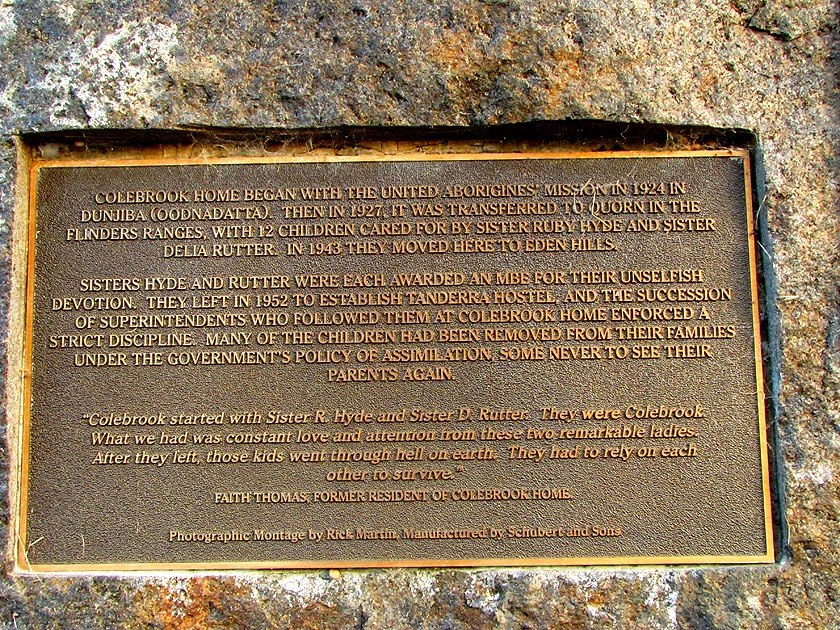 COLEBROOK HOME BEGAN WITH THE UNITED ABORIGINES' MISSION IN 1924 IN
DUNJIBA (OODNADATTA). THEN IN 1927, IT WAS TRANSFERRED TO QUORN IN THE
FLINDERS RANGES, WITH 12 CHILDREN CARED FOR BY SISTER RUBY HYDE AND SISTER
DELIA RUTTER. IN 1943 THEY MOVED HERE TO EDEN HILLS.
SISTERS HYDE AND RUTTER WERE EACH AWARDED AN MBE FOR THEIR UNSELFISH
DEVOTION. THEY LEFT IN 1952 TO ESTABLISH TANDERRA HOSTEL, AND THE SUCCESSION
OF SUPERINTENDENTS WHO FOLLOWED THEM AT COLEBROOK HOME ENFORCED A
STRICT DISCIPLINE. MANY OF THE CHILDREN HAD BEEN REMOVED FROM THEIR FAMILIES
UNDER THE GOVERNMENT'S POLICY OF ASSIMILATION, SOME NEVER TO SEE THEIR
PARENTS AGAIN.
"Colebrook started with Sister R. Hyde and Sister D. Rutter. They were Colebrook.
What we had was constant love and attention from these two remarkable ladies.
After they left, those kids went through hell on earth. They had to rely on each
other to survive."
FAITH THOMAS, FORMER RESIDENT OF COLEBROOK HOME.
Photographic Montage by Rick Martin, Manufactured by Schubert and Sons.